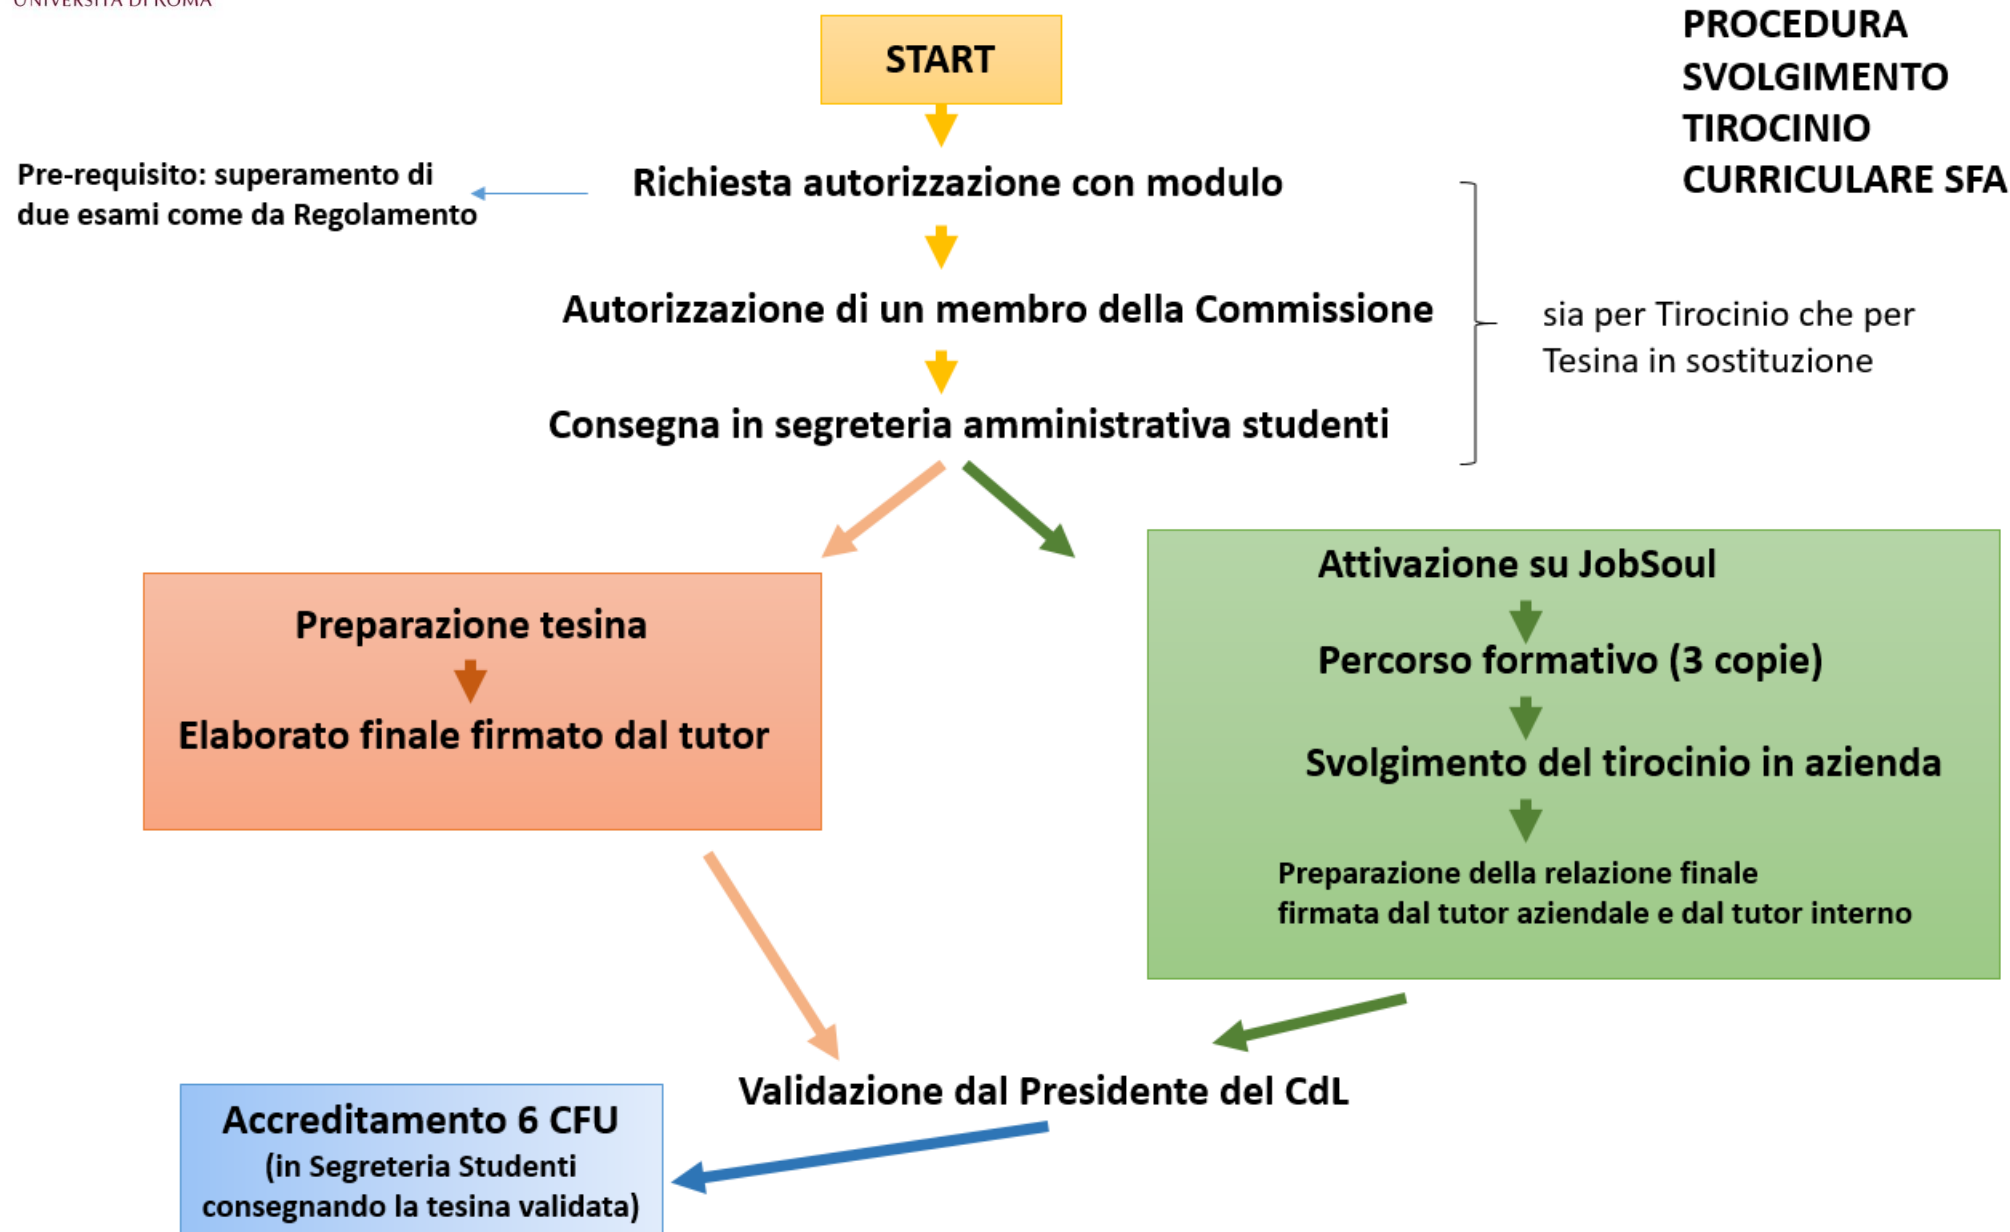 UNIVERSITÀ DI ROMA
PROCEDURA
SVOLGIMENTO
TIROCINIO
CURRICULARE SFA
START
Richiesta autorizzazione con modulo
Pre-requisito: superamento di
due esami come da Regolamento
Autorizzazione di un membro della Commissione
sia per Tirocinio che per
Tesina in sostituzione
Consegna in segreteria amministrativa studenti
Preparazione tesina
Elaborato finale firmato dal tutor
Attivazione su JobSoul
Percorso formativo (3 copie)
Svolgimento del tirocinio in azienda
Preparazione della relazione finale
firmata dal tutor aziendale e dal tutor interno
Validazione dal Presidente del CdL
Accreditamento 6 CFU
(in Segreteria Studenti
consegnando la tesina validata)